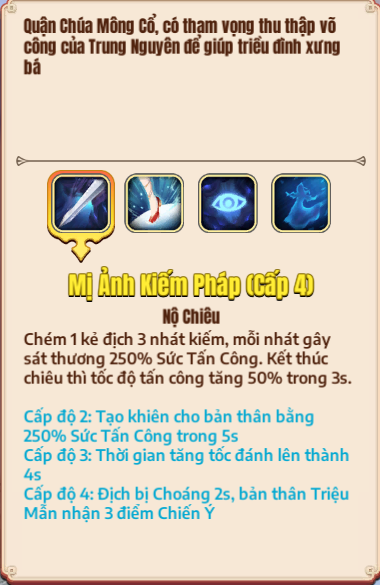 Quận Chúa Mông Cổ, có tham vọng thu thập võ
công của Trung Nguyên để giúp triều đình xưng
bá
Mị Ảnh Kiếm Pháp (Cấp 4)
Nộ Chiêu
Chém 1 kẻ địch 3 nhát kiếm, mỗi nhát gây
sát thương 250% Sức Tấn Công. Kết thúc
chiêu thì tốc độ tấn công tăng 50% trong 3s.
Cấp độ 2: Tạo khiên cho bản thân bằng
250% Sức Tấn Công trong 5s
Cấp độ 3: Thời gian tăng tốc đánh lên thành
4s
Cấp độ 4: Địch bị Choáng 2s, bản thân Triệu
Mẫn nhận 3 điểm Chiến Ý